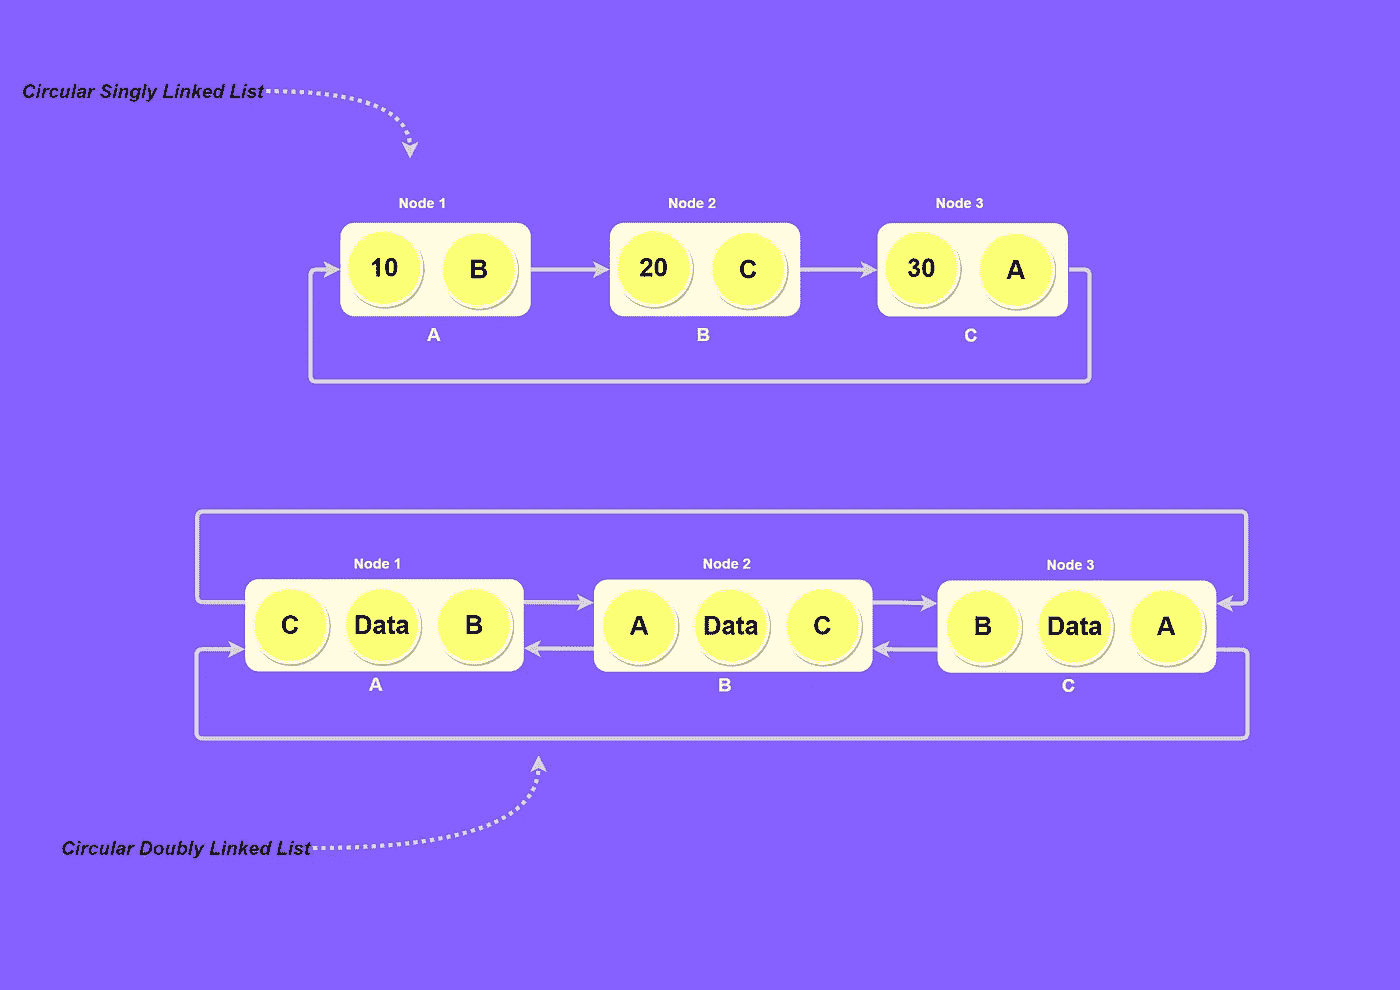 Circular Singly Linked List
Node 1 Node 2 Node 3
10 B 20 C 30 A
A B C
Node 1 Node 2 Node 3
C Data B A Data C B Data A
A B C
Circular Doubly Linked List